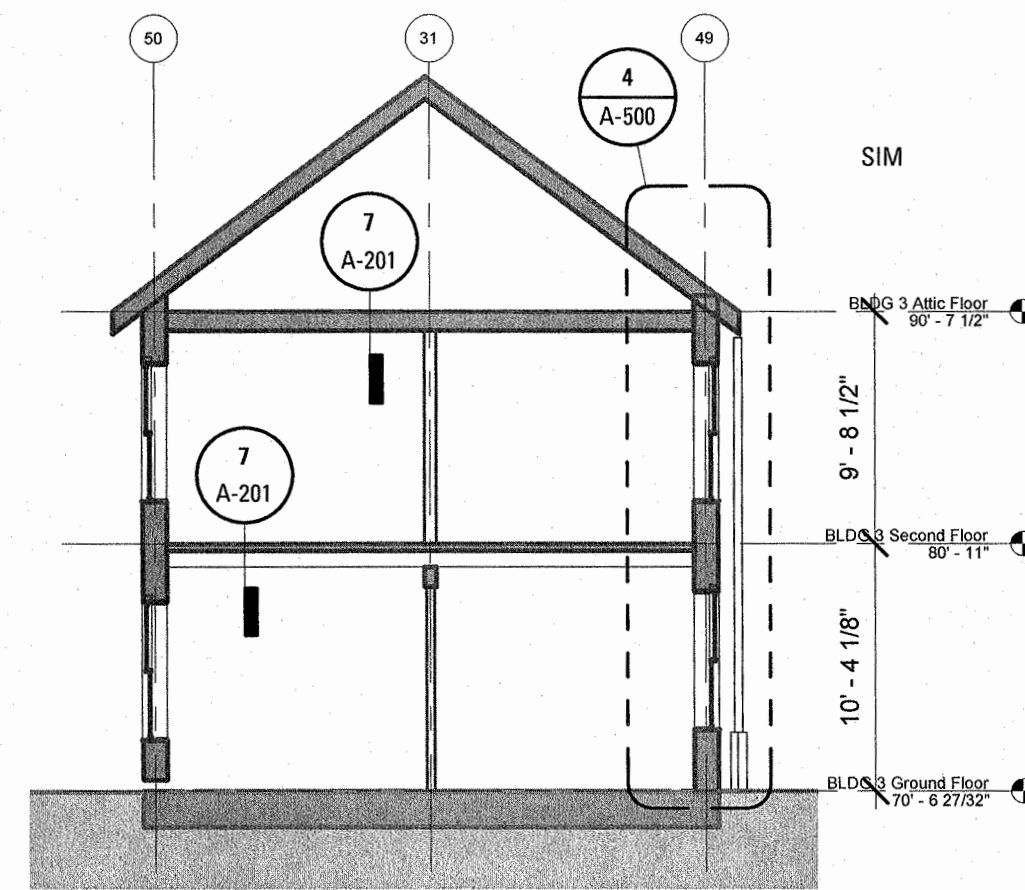 50
31
49
4
A-500
SIM
7
A-201
BLDG 3 Attic Floor
90' - 7 1/2"
9' - 8 1/2"
7
A-201
BLDG 3 Second Floor
80' - 11"
10' - 4 1/8"
BLDG 3 Ground Floor
70' - 6 27/32"